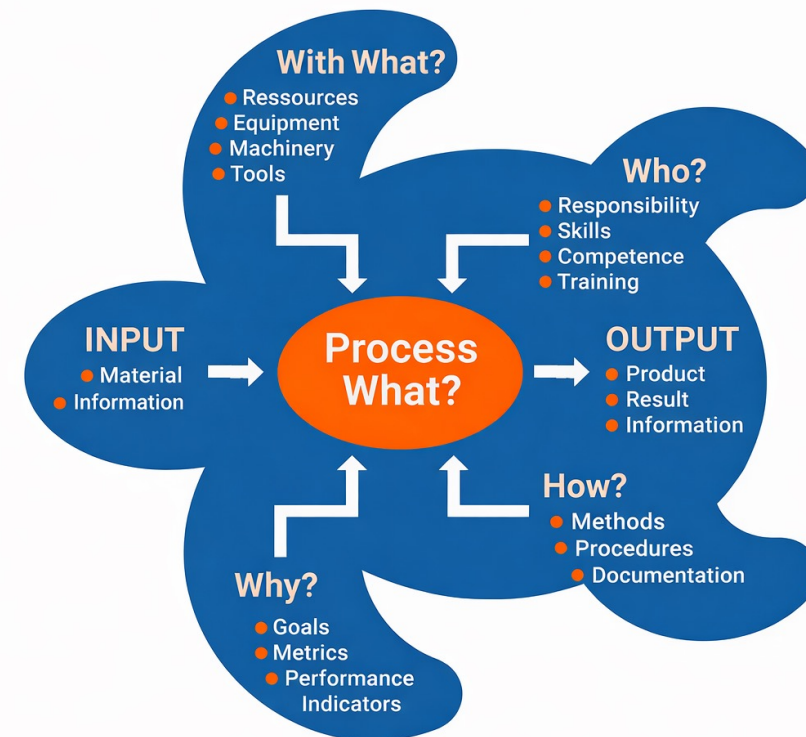 With What?
Ressources
Equipment
Machinery
Tools
Who?
Responsibility
Skills
Competence
Training
INPUT
Material
Information
Process
What?
OUTPUT
Product
Result
Information
Why?
Goals
Metrics
Performance
Indicators
How?
Methods
Procedures
Documentation